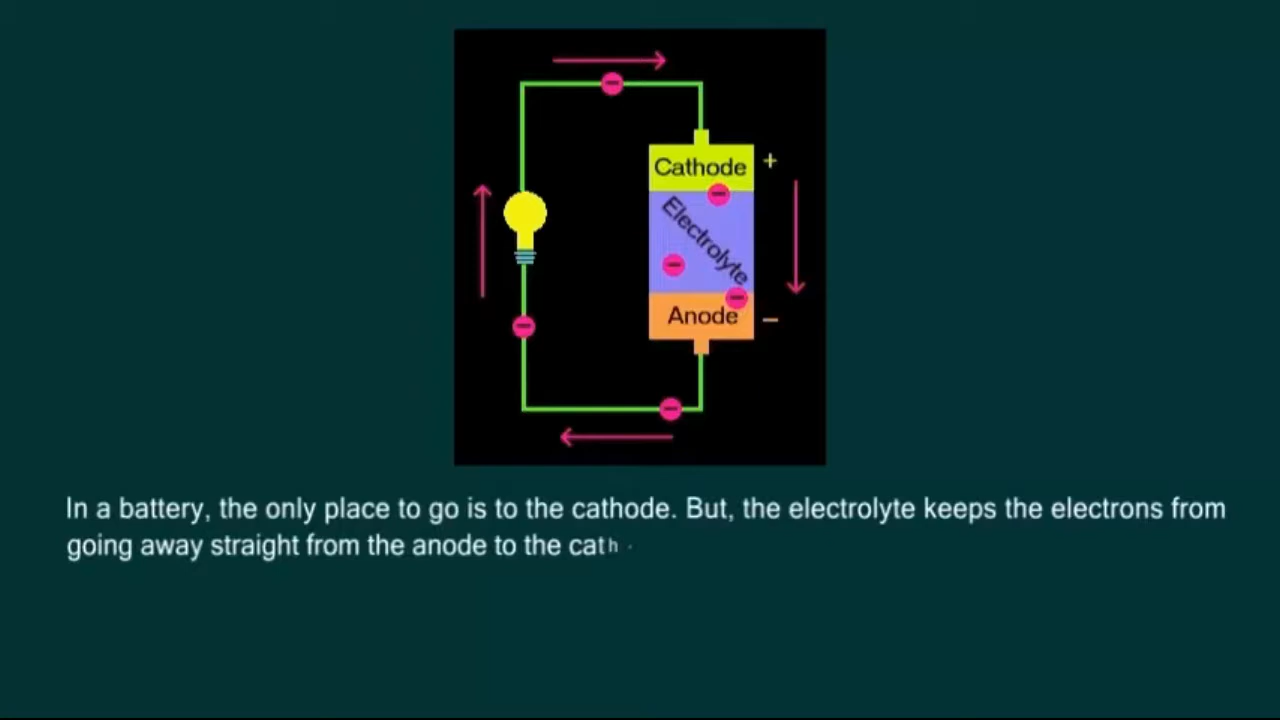 Cathode +
Electrolyte
Anode –
In a battery, the only place to go is to the cathode. But, the electrolyte keeps the electrons from
going away straight from the anode to the cath